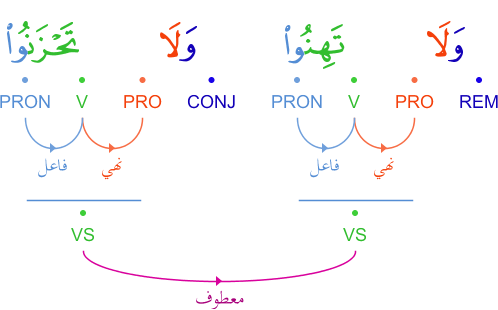 وَلَا تَهِنُوا۟ وَلَا تَحْزَنُوا۟
REM PRO V PRON CONJ PRO V PRON
نهي فاعل نهي فاعل
VS VS
معطوف